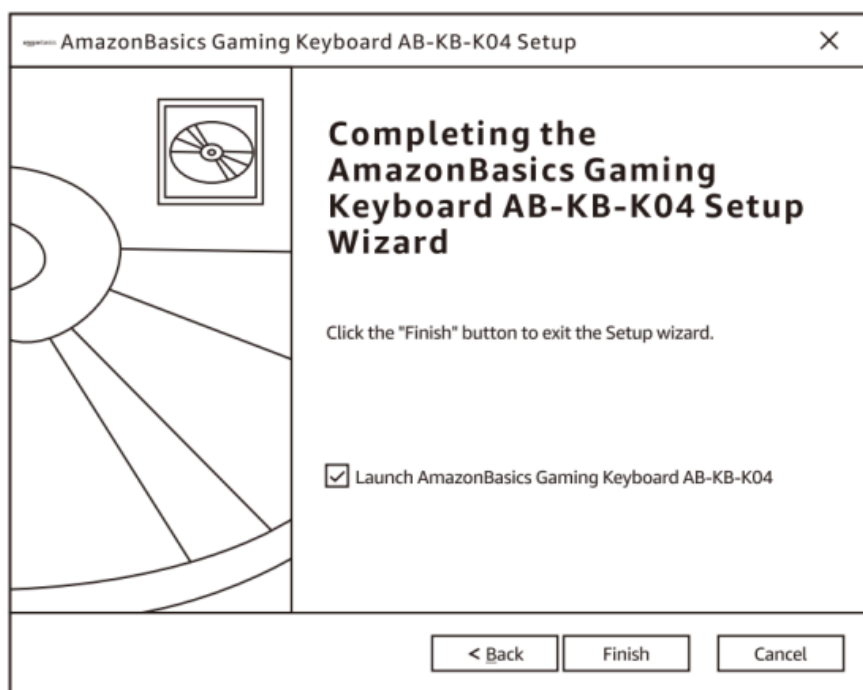 AmazonBasics Gaming Keyboard AB-KB-K04 Setup
Completing the
AmazonBasics Gaming
Keyboard AB-KB-K04 Setup
Wizard
Click the "Finish" button to exit the Setup wizard.
Launch AmazonBasics Gaming Keyboard AB-KB-K04
< Back
Finish
Cancel